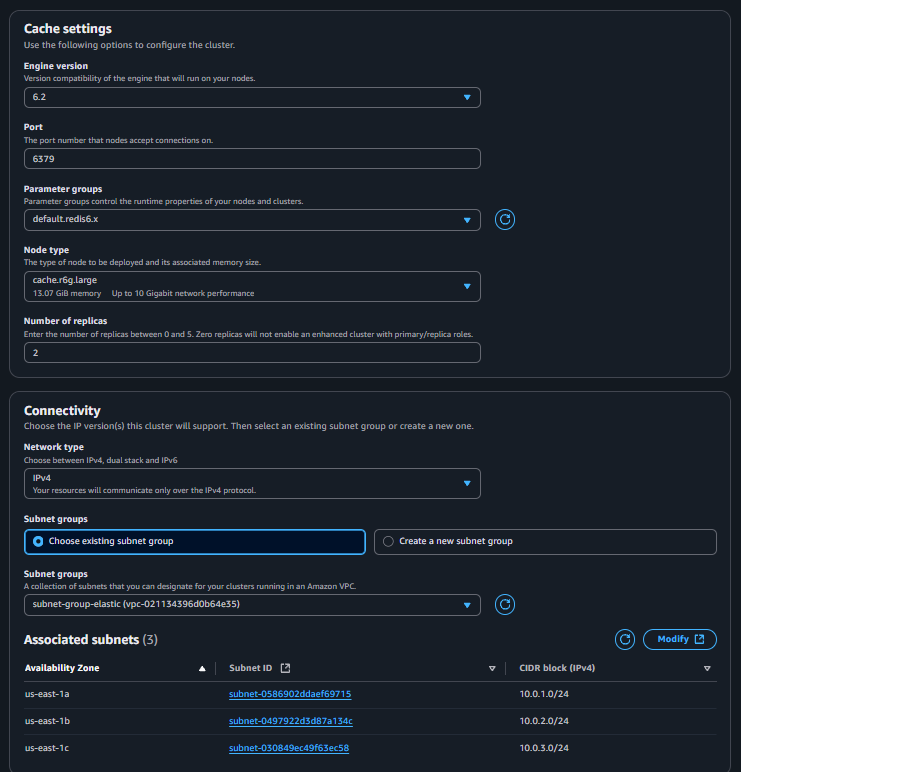 Cache settings
Use the following options to configure the cluster.
Engine version
Version compatibility of the engine that will run on your nodes.
6.2
Port
The port number that nodes accept connections on.
6379
Parameter groups
Parameter groups control the runtime properties of your nodes and clusters.
default.redis6.x
Node type
The type of node to be deployed and its associated memory size.
cache.r6g.large
13.07 GiB memory Up to 10 Gigabit network performance
Number of replicas
Enter the number of replicas between 0 and 5. Zero replicas will not enable an enhanced cluster with primary/replica roles.
2
Connectivity
Choose the IP version(s) this cluster will support. Then select an existing subnet group or create a new one.
Network type
Choose between IPv4, dual stack and IPv6
IPv4
Your resources will communicate only over the IPv4 protocol.
Subnet groups
Choose existing subnet group Create a new subnet group
Subnet groups
A collection of subnets that you can designate for your clusters running in an Amazon VPC.
subnet-group-elastic (vpc-021134396d0b64e35)
Associated subnets (3) Modify
Availability Zone Subnet ID CIDR block (IPv4)
us-east-1a subnet-0586902ddaef69715 10.0.1.0/24
us-east-1b subnet-0497922d3d87a134c 10.0.2.0/24
us-east-1c subnet-030849ec49f63ec58 10.0.3.0/24